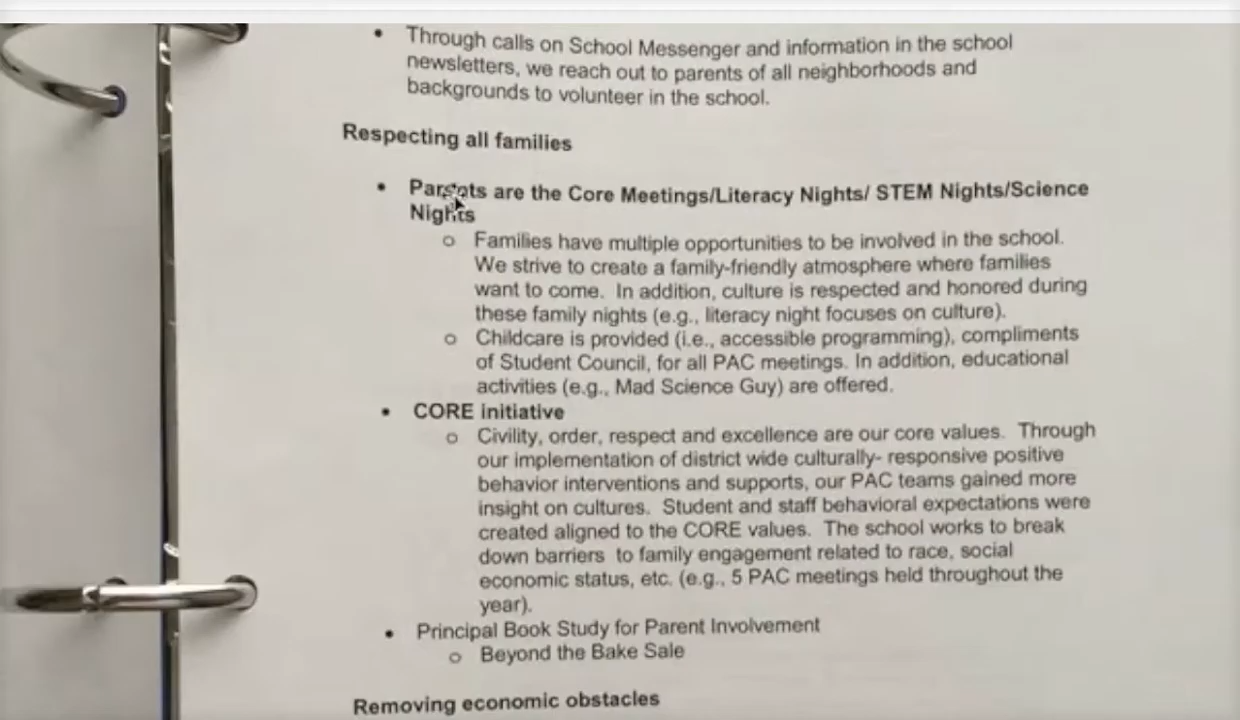 • Through calls on School Messenger and information in the school
newsletters, we reach out to parents of all neighborhoods and
backgrounds to volunteer in the school.
Respecting all families
• Parents are the Core Meetings/Literacy Nights/ STEM Nights/Science
Nights
o Families have multiple opportunities to be involved in the school.
We strive to create a family-friendly atmosphere where families
want to come. In addition, culture is respected and honored during
these family nights (e.g., literacy night focuses on culture).
o Childcare is provided (i.e., accessible programming), compliments
of Student Council, for all PAC meetings. In addition, educational
activities (e.g., Mad Science Guy) are offered.
• CORE initiative
o Civility, order, respect and excellence are our core values. Through
our implementation of district wide culturally- responsive positive
behavior interventions and supports, our PAC teams gained more
insight on cultures. Student and staff behavioral expectations were
created aligned to the CORE values. The school works to break
down barriers to family engagement related to race, social
economic status, etc. (e.g., 5 PAC meetings held throughout the
year).
• Principal Book Study for Parent Involvement
o Beyond the Bake Sale
Removing economic obstacles